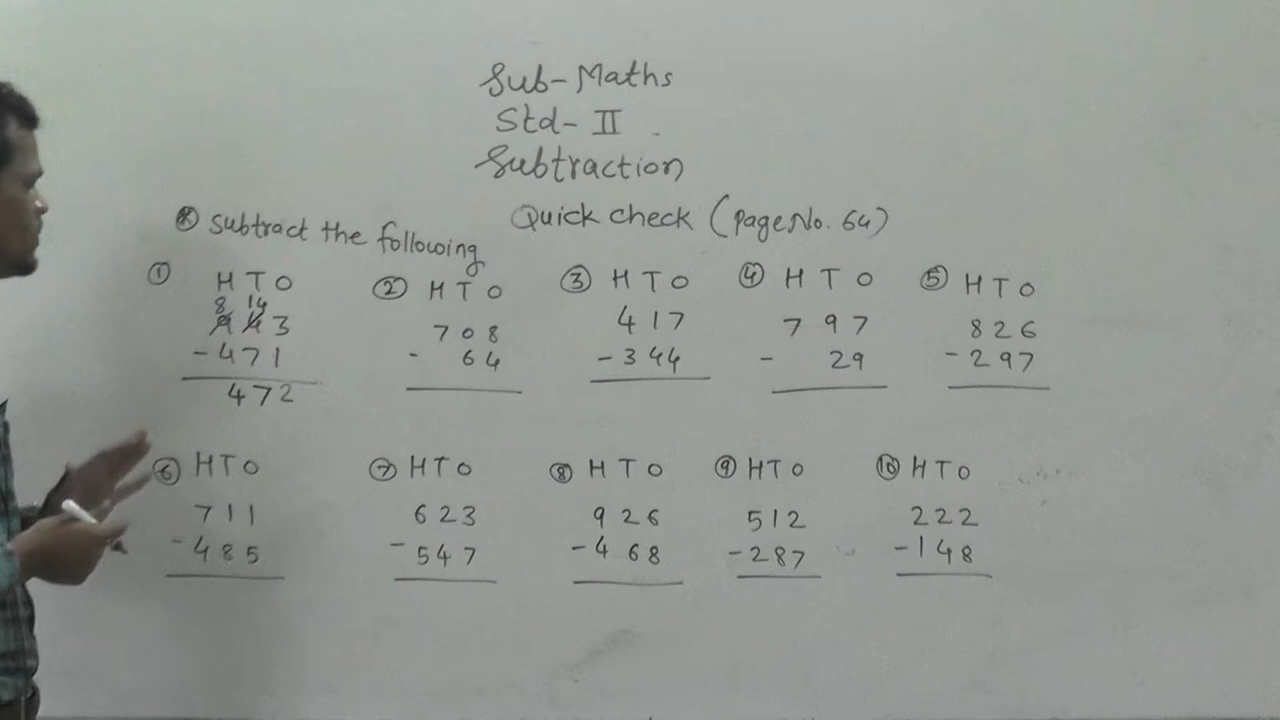 Sub-Maths
Std-II
Subtraction
Quick check (Page No. 64)
* Subtract the following
① H T O ② H T O ③ H T O ④ H T O ⑤ H T O
8 14
9 4 3 7 0 8 4 1 7 7 9 7 8 2 6
- 4 7 1 - 6 4 - 3 4 4 - 2 9 - 2 9 7
4 7 2
⑥ H T O ⑦ H T O ⑧ H T O ⑨ H T O ⑩ H T O
7 1 1 6 2 3 9 2 6 5 1 2 2 2 2
- 4 8 5 - 5 4 7 - 4 6 8 - 2 8 7 - 1 4 8